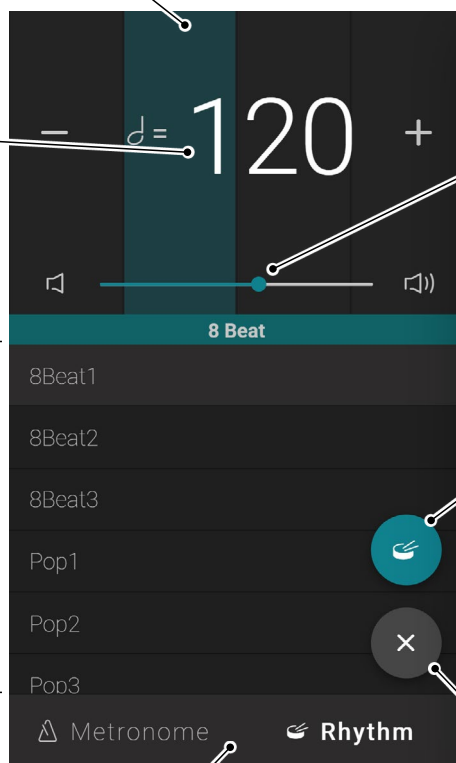 − 𝅗𝅥 = 120 +
8 Beat
8Beat1
8Beat2
8Beat3
Pop1
Pop2
Pop3
Metronome Rhythm